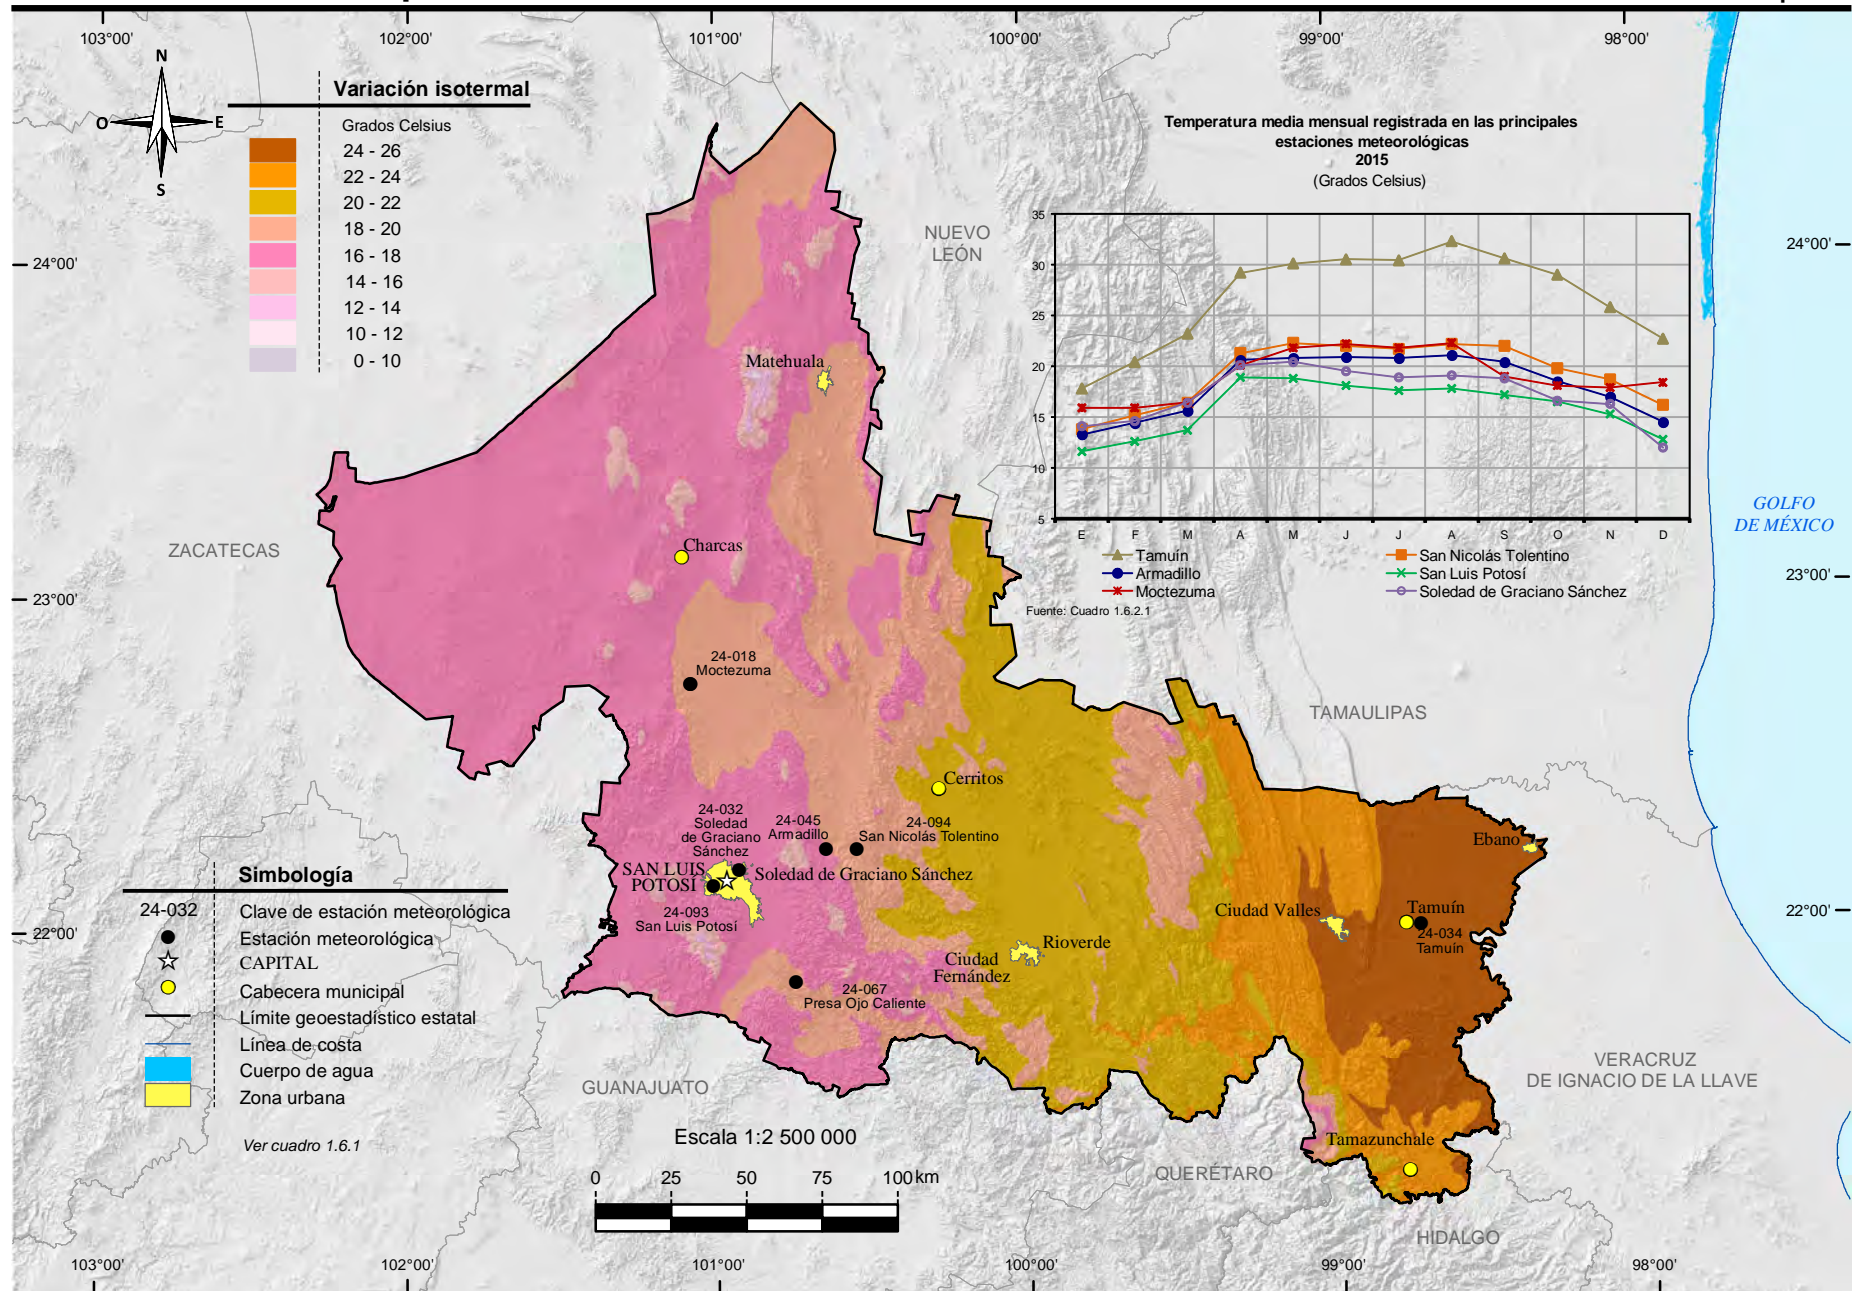 103°00'
102°00'
101°00'
100°00'
99°00'
98°00'
N
O
E
S
Variación isotermal
Grados Celsius
24 - 26
22 - 24
20 - 22
18 - 20
16 - 18
14 - 16
12 - 14
10 - 12
0 - 10
Temperatura media mensual registrada en las principales
estaciones meteorológicas
2015
(Grados Celsius)
35
30
25
20
15
10
5
E F M A M J J A S O N D
Tamuín
San Nicolás Tolentino
Armadillo
San Luis Potosí
Moctezuma
Soledad de Graciano Sánchez
Fuente: Cuadro 1.6.2.1
24°00'
24°00'
23°00'
23°00'
22°00'
22°00'
NUEVO
LEÓN
ZACATECAS
TAMAULIPAS
GOLFO
DE MÉXICO
Matehuala
Charcas
24-018
Moctezuma
Cerritos
24-032
Soledad
de Graciano
Sánchez
24-045
Armadillo
24-094
San Nicolás Tolentino
SAN LUIS
POTOSÍ
Soledad de Graciano Sánchez
24-093
San Luis Potosí
24-067
Presa Ojo Caliente
Ciudad
Fernández
Rioverde
Ciudad Valles
Tamuín
24-034
Tamuín
Ebano
Tamazunchale
GUANAJUATO
QUERÉTARO
HIDALGO
VERACRUZ
DE IGNACIO DE LA LLAVE
Simbología
24-032
Clave de estación meteorológica
Estación meteorológica
CAPITAL
Cabecera municipal
Límite geoestadístico estatal
Línea de costa
Cuerpo de agua
Zona urbana
Ver cuadro 1.6.1
Escala 1:2 500 000
0 25 50 75 100 km
103°00'
102°00'
101°00'
100°00'
99°00'
98°00'